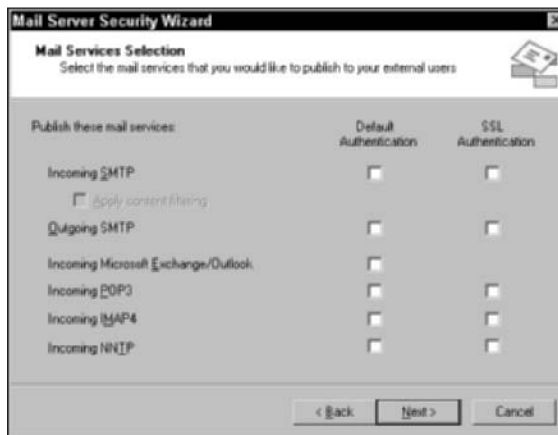 Mail Server Security Wizard
Mail Services Selection
Select the mail services that you would like to publish to your external users
Publish these mail services:
Default
Authentication
SSL
Authentication
Incoming SMTP
Apply content filtering
Outgoing SMTP
Incoming Microsoft Exchange/Outlook
Incoming POP3
Incoming IMAP4
Incoming NNTP
< Back Next > Cancel